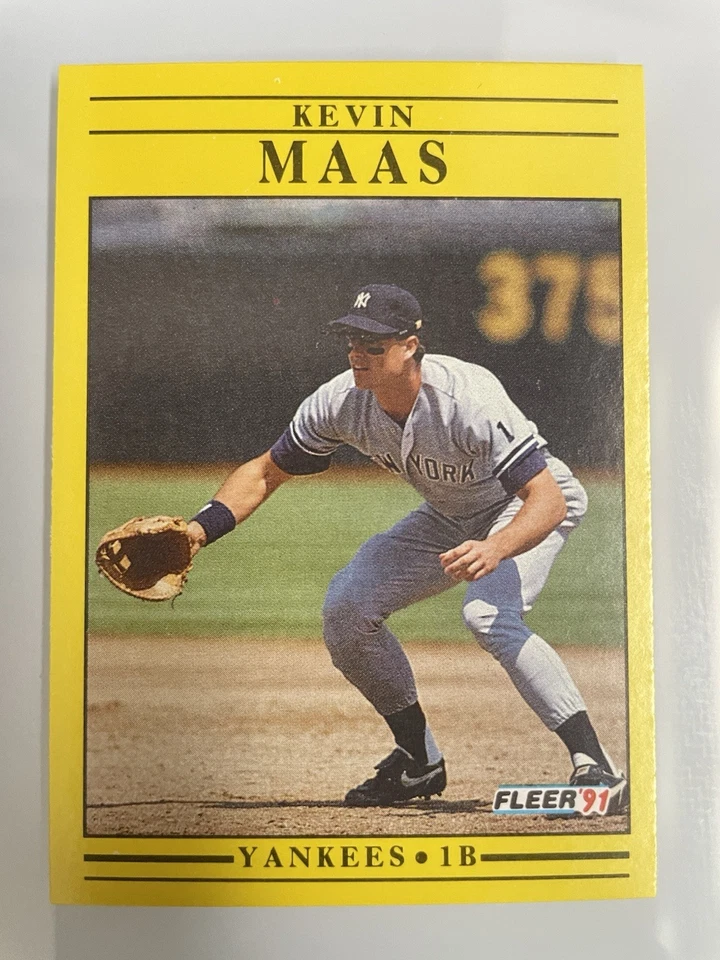 KEVIN
MAAS
375
NY
1
NEW YORK
FLEER '91
YANKEES • 1B